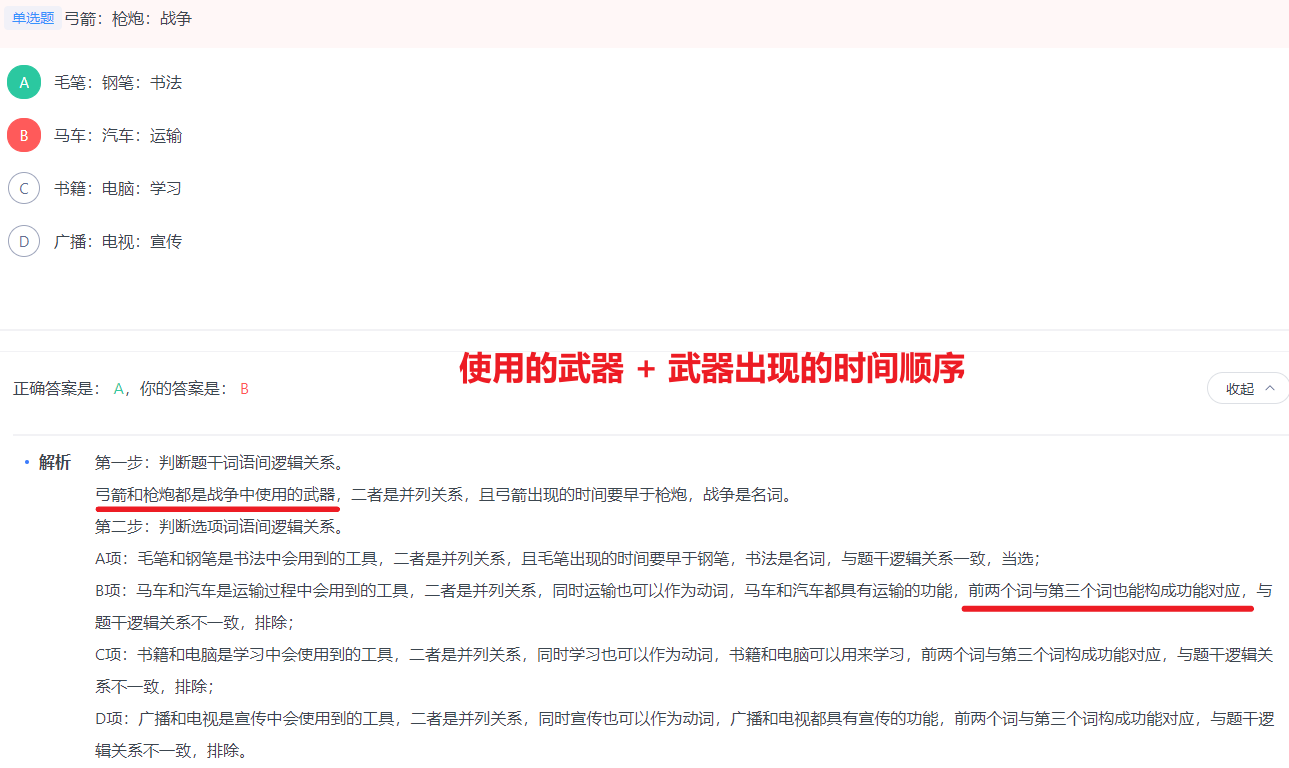 单选题 弓箭：枪炮：战争
A 毛笔：钢笔：书法
B 马车：汽车：运输
C 书籍：电脑：学习
D 广播：电视：宣传
使用的武器 + 武器出现的时间顺序
正确答案是： A，你的答案是： B
收起
• 解析 第一步：判断题干词语间逻辑关系。
弓箭和枪炮都是战争中使用的武器，二者是并列关系，且弓箭出现的时间要早于枪炮，战争是名词。
第二步：判断选项词语间逻辑关系。
A项：毛笔和钢笔是书法中会用到的工具，二者是并列关系，且毛笔出现的时间要早于钢笔，书法是名词，与题干逻辑关系一致，当选；
B项：马车和汽车是运输过程中会用到的工具，二者是并列关系，同时运输也可以作为动词，马车和汽车都具有运输的功能，前两个词与第三个词也能构成功能对应，与
题干逻辑关系不一致，排除；
C项：书籍和电脑是学习中会使用到的工具，二者是并列关系，同时学习也可以作为动词，书籍和电脑可以用来学习，前两个词与第三个词构成功能对应，与题干逻辑关
系不一致，排除；
D项：广播和电视是宣传中会使用到的工具，二者是并列关系，同时宣传也可以作为动词，广播和电视都具有宣传的功能，前两个词与第三个词构成功能对应，与题干逻
辑关系不一致，排除。